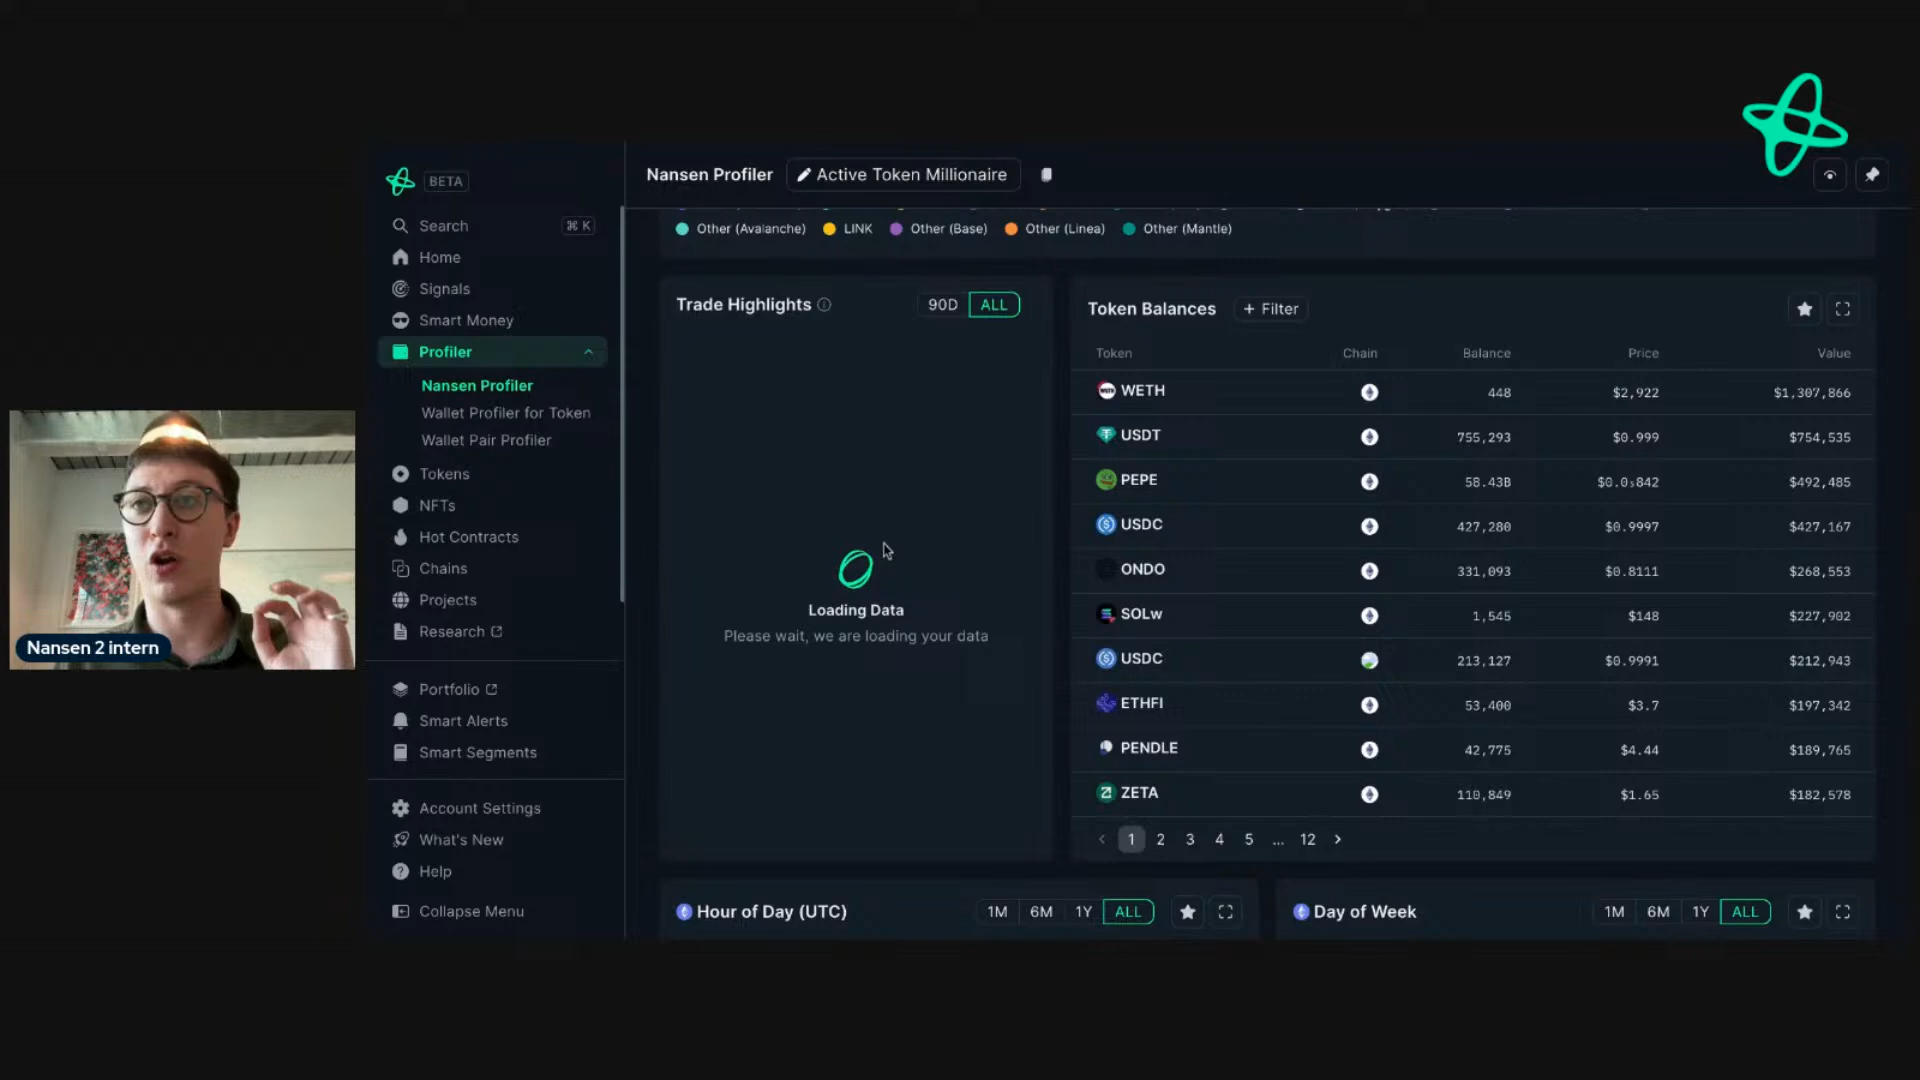 BETA
Search
⌘ K
Home
Signals
Smart Money
Profiler
Nansen Profiler
Wallet Profiler for Token
Wallet Pair Profiler
Tokens
NFTs
Hot Contracts
Chains
Projects
Research
Portfolio
Smart Alerts
Smart Segments
Account Settings
What's New
Help
Collapse Menu
Nansen 2 intern
Nansen Profiler
Active Token Millionaire
Other (Avalanche)
LINK
Other (Base)
Other (Linea)
Other (Mantle)
Trade Highlights
90D
ALL
Loading Data
Please wait, we are loading your data
Token Balances
+ Filter
Token Chain Balance Price Value
WETH 448 $2,922 $1,307,866
USDT 755,293 $0.999 $754,535
PEPE 58.43B $0.0₅842 $492,485
USDC 427,280 $0.9997 $427,167
ONDO 331,093 $0.8111 $268,553
SOLw 1,545 $148 $227,902
USDC 213,127 $0.9991 $212,943
ETHFI 53,400 $3.7 $197,342
PENDLE 42,775 $4.44 $189,765
ZETA 110,849 $1.65 $182,578
1 2 3 4 5 ... 12
Hour of Day (UTC)
1M 6M 1Y ALL
Day of Week
1M 6M 1Y ALL